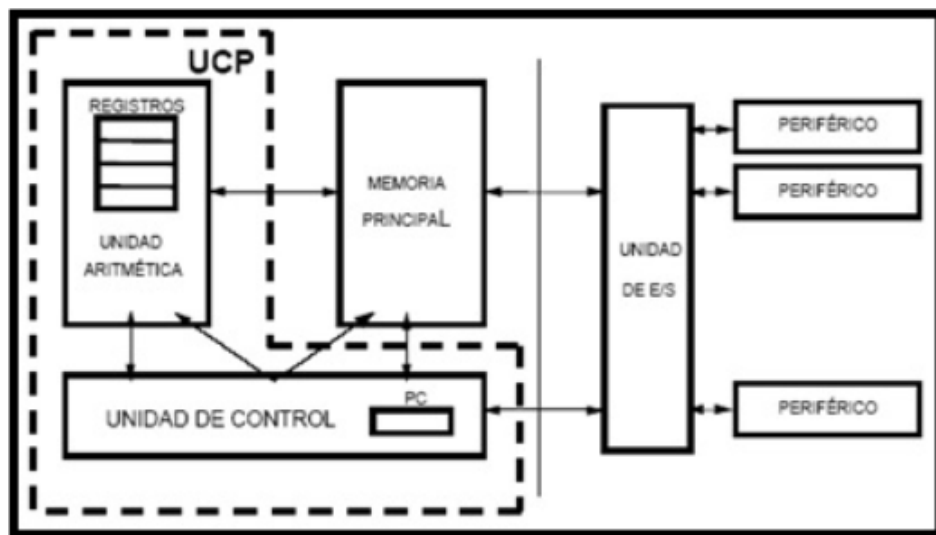 UCP
REGISTROS
UNIDAD
ARITMÉTICA
MEMORIA
PRINCIPAL
UNIDAD
DE E/S
PERIFÉRICO
PERIFÉRICO
PERIFÉRICO
UNIDAD DE CONTROL
PC